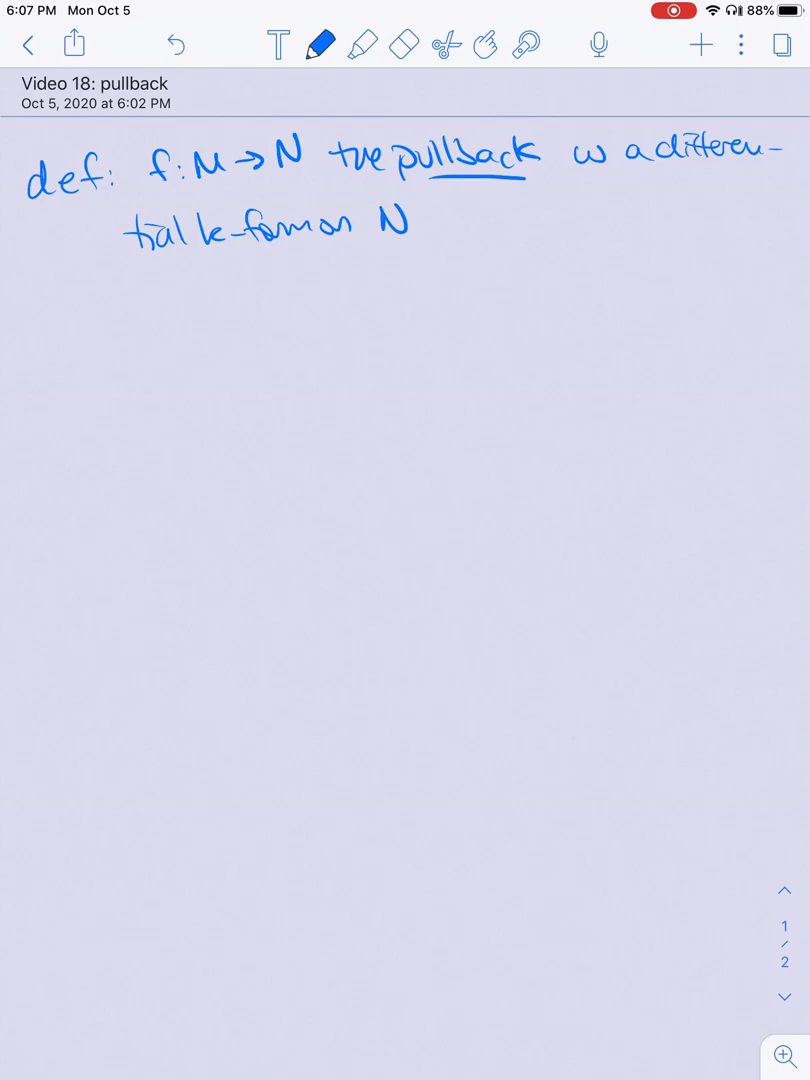 6:07 PM Mon Oct 5 88%
Video 18: pullback
Oct 5, 2020 at 6:02 PM
def: f: M → N the pullback ω a differen-
tial k-form on N
1
/
2